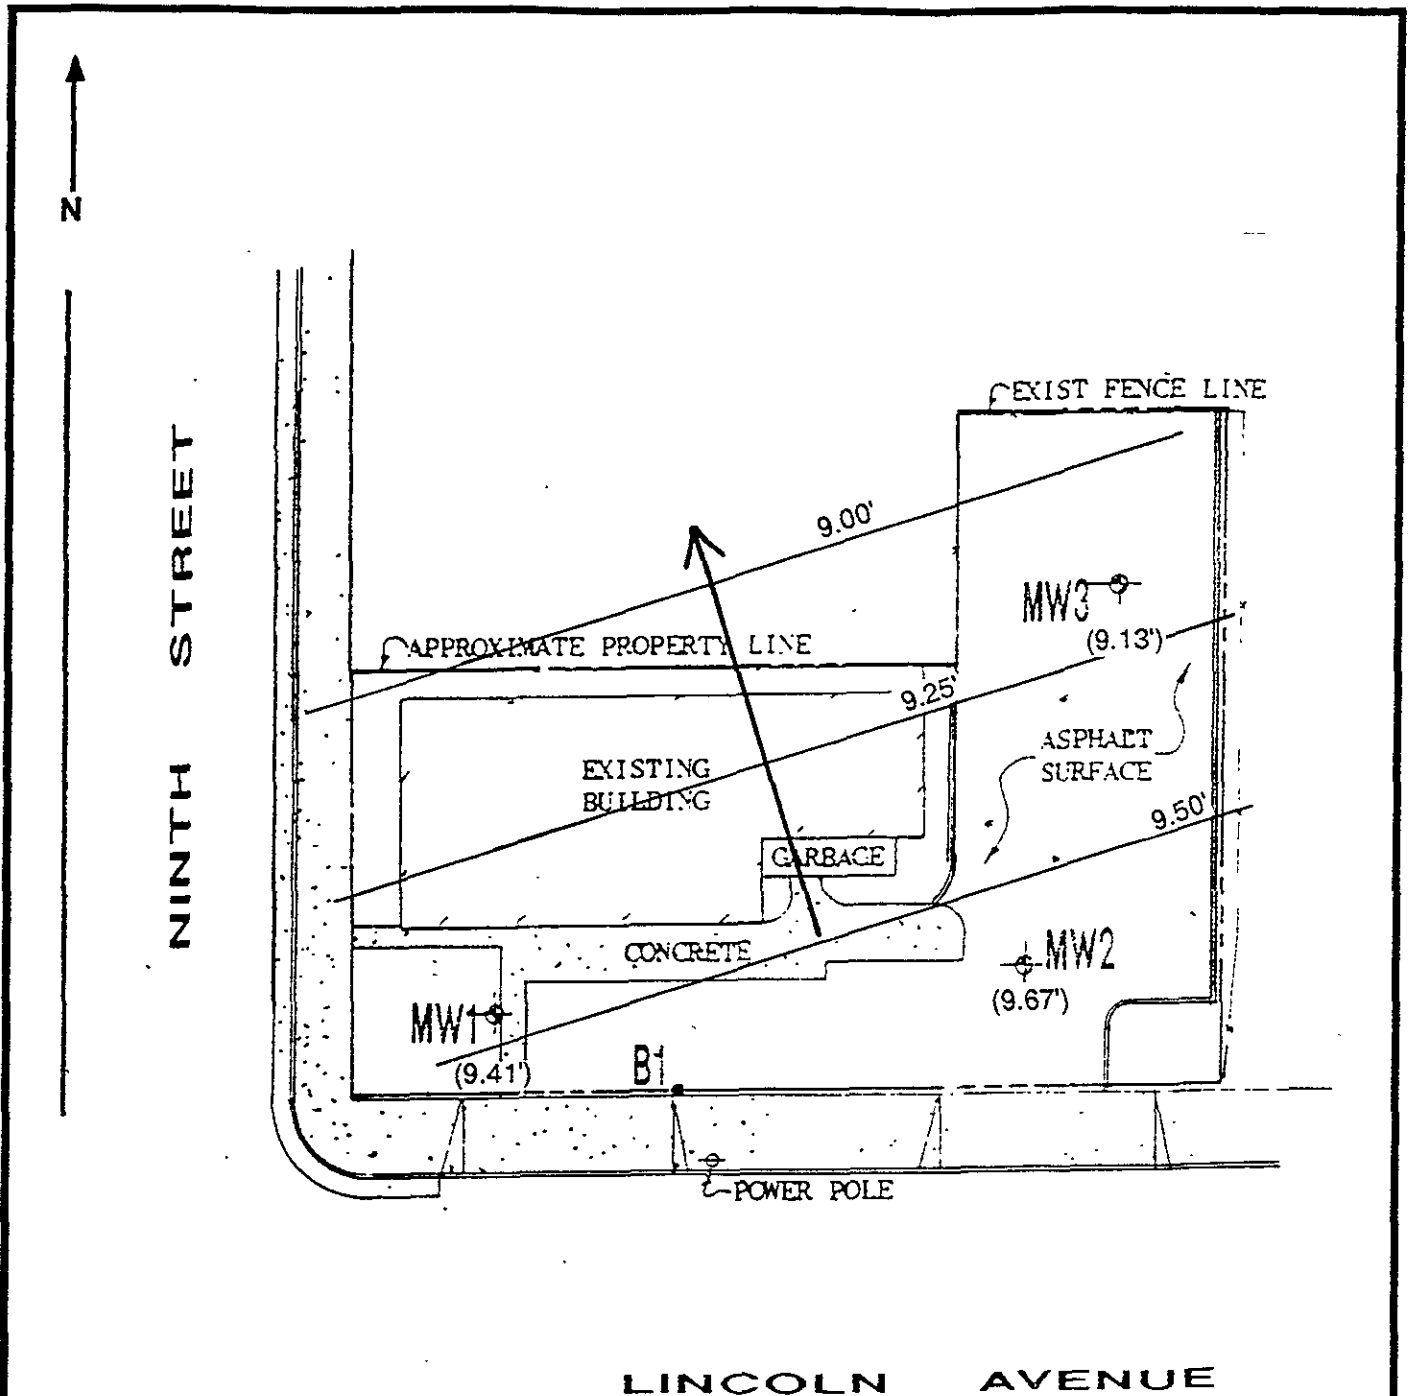 N
EXIST FENCE LINE
9.00'
MW3
(9.13')
APPROXIMATE PROPERTY LINE
9.25'
NINTH STREET
ASPHALT
SURFACE
EXISTING
BUILDING
9.50'
GARBAGE
CONCRETE
MW2
(9.67')
MW1
(9.41')
B1
POWER POLE
LINCOLN AVENUE